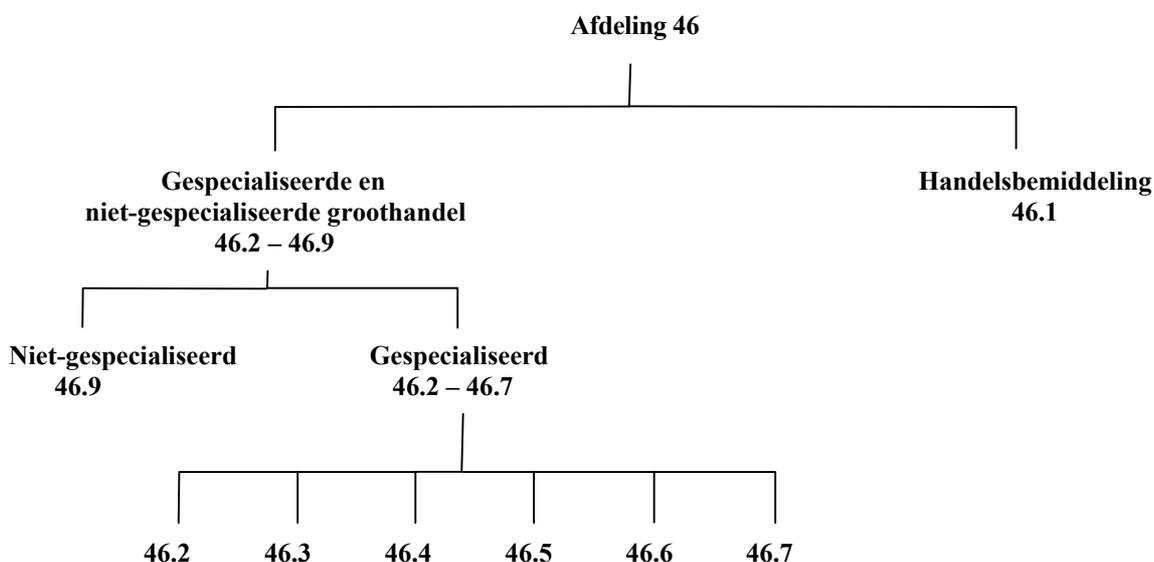 Afdeling 46
Gespecialiseerde en
niet-gespecialiseerde groothandel
46.2 – 46.9
Handelsbemiddeling
46.1
Niet-gespecialiseerd
46.9
Gespecialiseerd
46.2 – 46.7
46.2 46.3 46.4 46.5 46.6 46.7